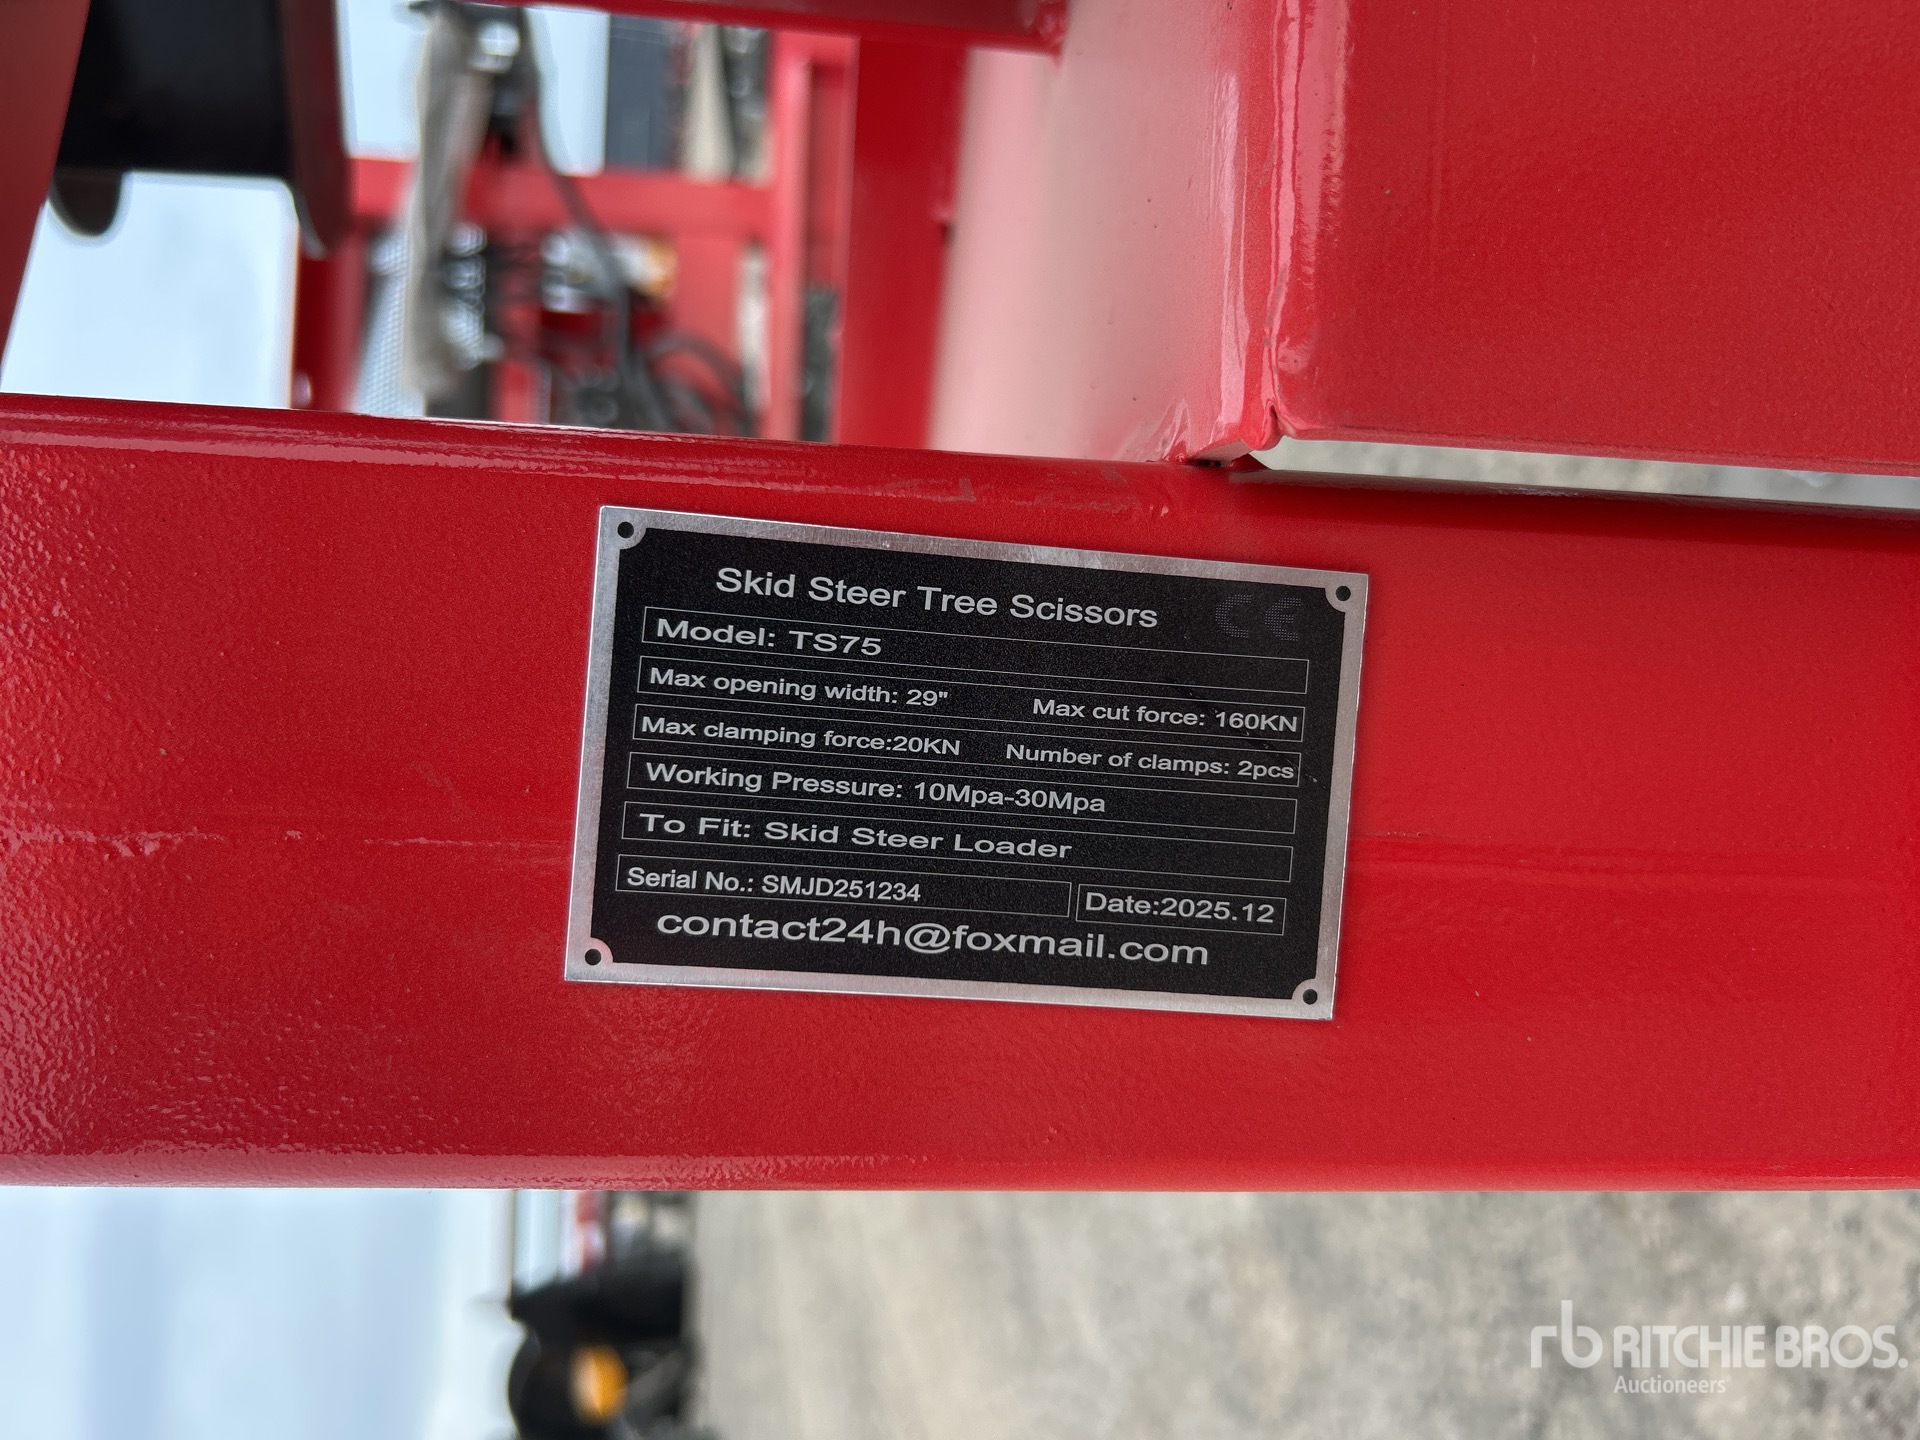 Skid Steer Tree Scissors CE
Model: TS75
Max opening width: 29" Max cut force: 160KN
Max clamping force:20KN Number of clamps: 2pcs
Working Pressure: 10Mpa-30Mpa
To Fit: Skid Steer Loader
Serial No.: SMJD251234 Date:2025.12
contact24h@foxmail.com
rb RITCHIE BROS.
Auctioneers